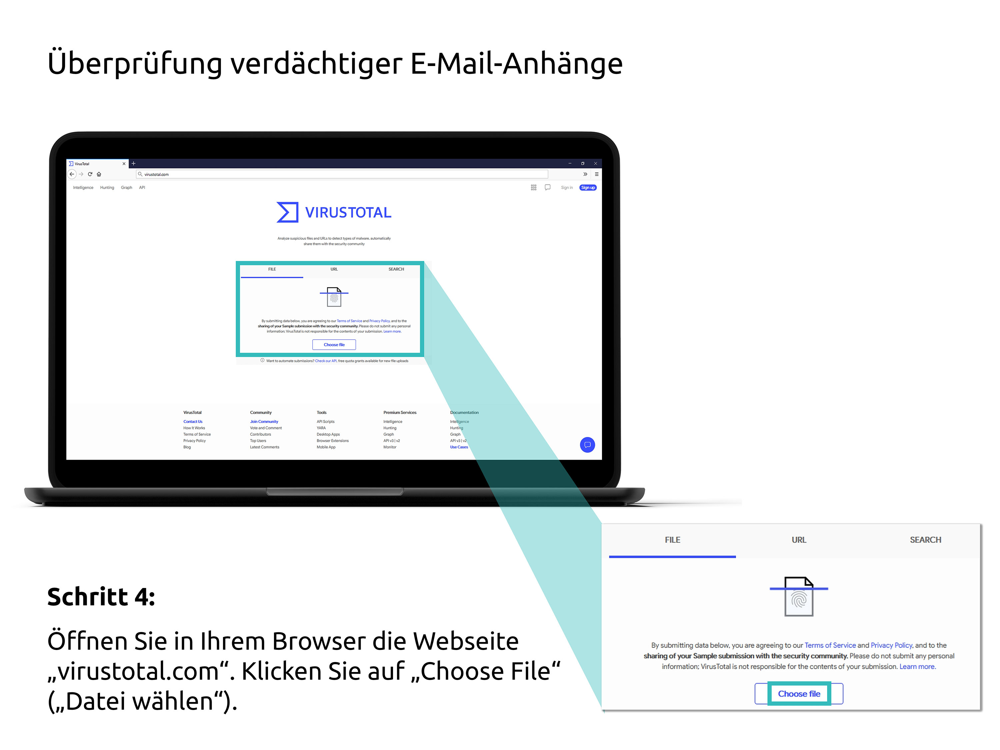 Überprüfung verdächtiger E-Mail-Anhänge
VirusTotal
virustotal.com
Intelligence Hunting Graph API
Sign in Sign up
VIRUSTOTAL
Analyze suspicious files and URLs to detect types of malware, automatically
share them with the security community
FILE URL SEARCH
By submitting data below, you are agreeing to our Terms of Service and Privacy Policy, and to the
sharing of your Sample submission with the security community. Please do not submit any personal
information; VirusTotal is not responsible for the contents of your submission. Learn more.
Choose file
Want to automate submissions? Check our API, free quota grants available for new file uploads
VirusTotal Community Tools Premium Services Documentation
Contact Us Join Community API Scripts Intelligence Intelligence
How It Works Vote and Comment YARA Hunting Hunting
Terms of Service Contributors Desktop Apps Graph Graph
Privacy Policy Top Users Browser Extensions API v3 | v2 API v3 | v2
Blog Latest Comments Mobile App Monitor Use Cases
FILE URL SEARCH
By submitting data below, you are agreeing to our Terms of Service and Privacy Policy, and to the
sharing of your Sample submission with the security community. Please do not submit any personal
information; VirusTotal is not responsible for the contents of your submission. Learn more.
Choose file
Schritt 4:
Öffnen Sie in Ihrem Browser die Webseite
„virustotal.com“. Klicken Sie auf „Choose File“
(„Datei wählen“).